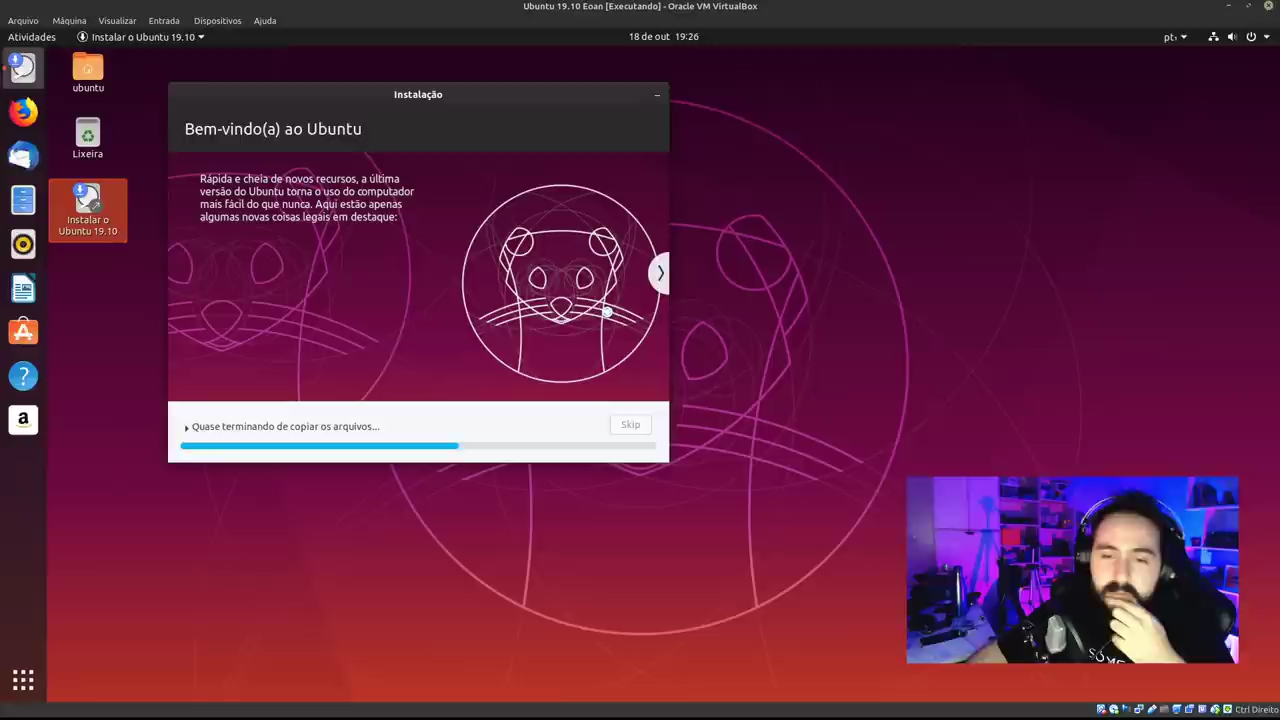 Ubuntu 19.10 Eoan [Executando] - Oracle VM VirtualBox
Arquivo Máquina Visualizar Entrada Dispositivos Ajuda
Atividades Instalar o Ubuntu 19.10 18 de out 19:26 pt₁
ubuntu
Lixeira
Instalar o
Ubuntu 19.10
Instalação
Bem-vindo(a) ao Ubuntu
Rápida e cheia de novos recursos, a última
versão do Ubuntu torna o uso do computador
mais fácil do que nunca. Aqui estão apenas
algumas novas coisas legais em destaque:
Quase terminando de copiar os arquivos...
Skip
a
SOME
Ctrl Direito